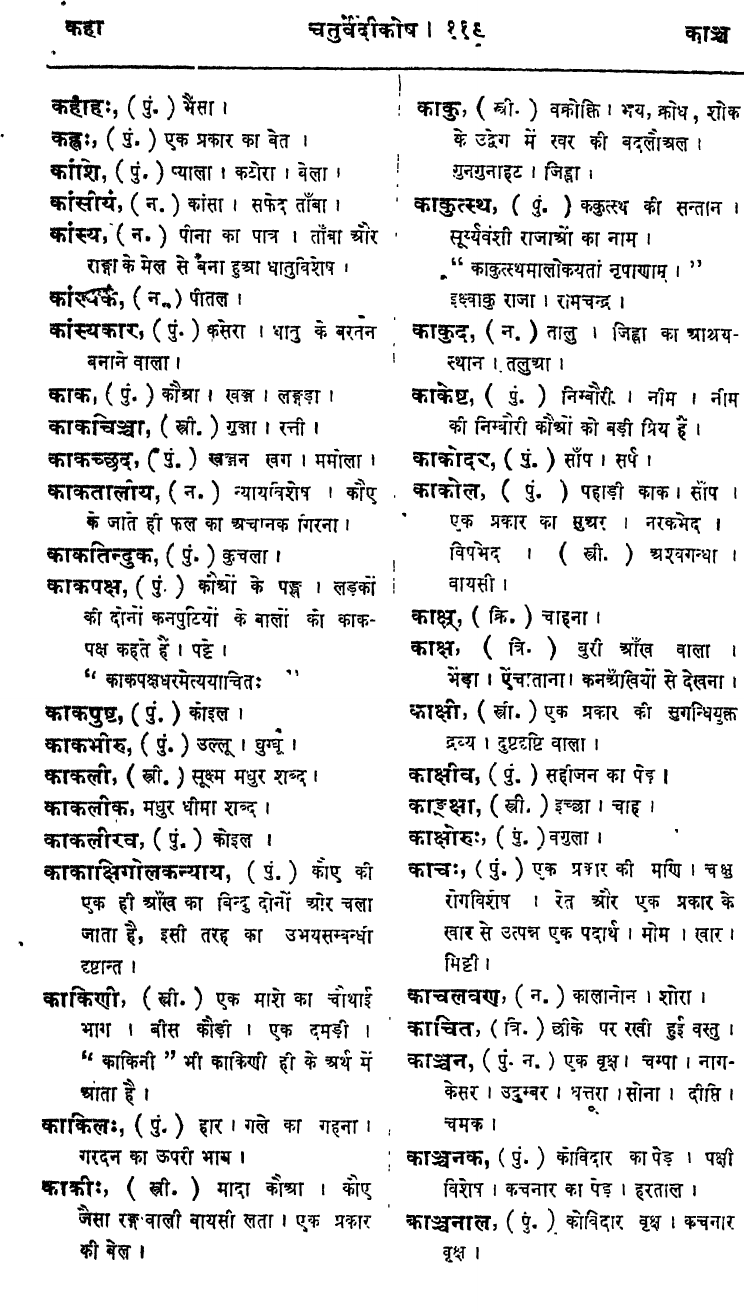 कहा
चतुर्वेदीकोष । ११९
काञ्च
कहाहः, ( पुं. ) भैंसा ।
कह्वः, ( पुं. ) एक प्रकार का बेत ।
कांशि, ( पुं. ) प्याला । कटोरा । बेला ।
कांसीयं, ( न. ) कांसा । सफेद ताँबा ।
कांस्य, ( न. ) पीना का पात्र । ताँबा और
राङ्गा के मेल से बना हुआ धातुविशेष ।
कांस्यकं, ( न. ) पीतल ।
कांस्यकार, ( पुं. ) कसेरा । धातु के बरतन
बनाने वाला ।
काक, ( पुं. ) कौआ । खञ्ज । लङ्गड़ा ।
काकचिञ्चा, ( स्त्री. ) गुञ्जा । रत्नी ।
काकच्छद, ( पुं. ) खञ्जन खग । ममोला ।
काकतालीय, ( न. ) न्यायविशेष । कौए
के जाते ही फल का अचानक गिरना ।
काकतिन्दुक, ( पुं. ) कुचला ।
काकपक्ष, ( पुं. ) कौओं के पङ्ख । लड़कों
की दोनों कनपुटियों के बालों को काक-
पक्ष कहते हैं । पट्टे ।
“ काकपक्षधरमेत्ययाचितः ”
काकपुष्ट, ( पुं. ) कोइल ।
काकभीरु, ( पुं. ) उल्लू । घुग्घू ।
काकली, ( स्त्री. ) सूक्ष्म मधुर शब्द ।
काकलीक, मधुर धीमा शब्द ।
काकलीरव, ( पुं. ) कोइल ।
काकाक्षिगोलकन्याय, ( पुं. ) कौए की
एक ही आँख का बिन्दु दोनों ओर चला
जाता है, इसी तरह का उभयसम्बन्धी
दृष्टान्त ।
काकिणी, ( स्त्री. ) एक माशे का चौथाई
भाग । बीस कौड़ी । एक दमड़ी ।
“ काकिनी ” भी काकिणी ही के अर्थ में
आता है ।
काकिलः, ( पुं. ) हार । गले का गहना ।
गरदन का ऊपरी भाग ।
काकीः, ( स्त्री. ) मादा कौआ । कौए
जैसा रङ्ग वाली बायसी लता । एक प्रकार
की बेल ।
काकु, ( स्त्री. ) वक्रोक्ति । भय, क्रोध, शोक
के उद्वेग में स्वर की बदलौअल ।
गुनगुनाहट । जिह्वा ।
काकुत्स्थ, ( पुं. ) ककुत्स्थ की सन्तान ।
सूर्य्यवंशी राजाओं का नाम ।
“ काकुत्स्थमालोकयतां नृपाणाम् । ”
इक्ष्वाकु राजा । रामचन्द्र ।
काकुद, ( न. ) तालु । जिह्वा का आश्रय-
स्थान । तलुआ ।
काकेष्ट, ( पुं. ) निम्बौरी । नीम । नीम
की निम्बौरी कौओं को बड़ी प्रिय हैं ।
काकोदर, ( पुं. ) साँप । सर्प ।
काकोल, ( पुं. ) पहाड़ी काक । साँप ।
एक प्रकार का सुअर । नरकभेद ।
विषभेद । ( स्त्री. ) अश्वगन्धा ।
वायसी ।
काक्ष्, ( क्रि. ) चाहना ।
काक्ष, ( त्रि. ) बुरी आँख वाला ।
भेंड़ा । ऐंचाताना । कनअँखियों से देखना ।
काक्षी, ( स्त्री. ) एक प्रकार की सुगन्धियुक्त
द्रव्य । दुष्टदृष्टि वाला ।
काक्षीव, ( पुं. ) सहीजन का पेड़ ।
काङ्क्षा, ( स्त्री. ) इच्छा । चाह ।
काक्षोरुः, ( पुं. ) बगुला ।
काचः, ( पुं. ) एक प्रकार की मणि । चक्षु
रोगविशेष । रेत और एक प्रकार के
खार से उत्पन्न एक पदार्थ । मोम । खार ।
मिट्टी ।
काचलवण, ( न. ) कालानोन । शोरा ।
काचित, ( त्रि. ) छीके पर रखी हुई वस्तु ।
काञ्चन, ( पुं. न. ) एक वृक्ष । चम्पा । नाग-
केसर । उदुम्बर । धत्तूरा । सोना । दीप्ति ।
चमक ।
काञ्चनक, ( पुं. ) कोविदार का पेड़ । पक्षी
विशेष । कचनार का पेड़ । हरताल ।
काञ्चनाल, ( पुं. ) कोविदार वृक्ष । कचनार
वृक्ष ।